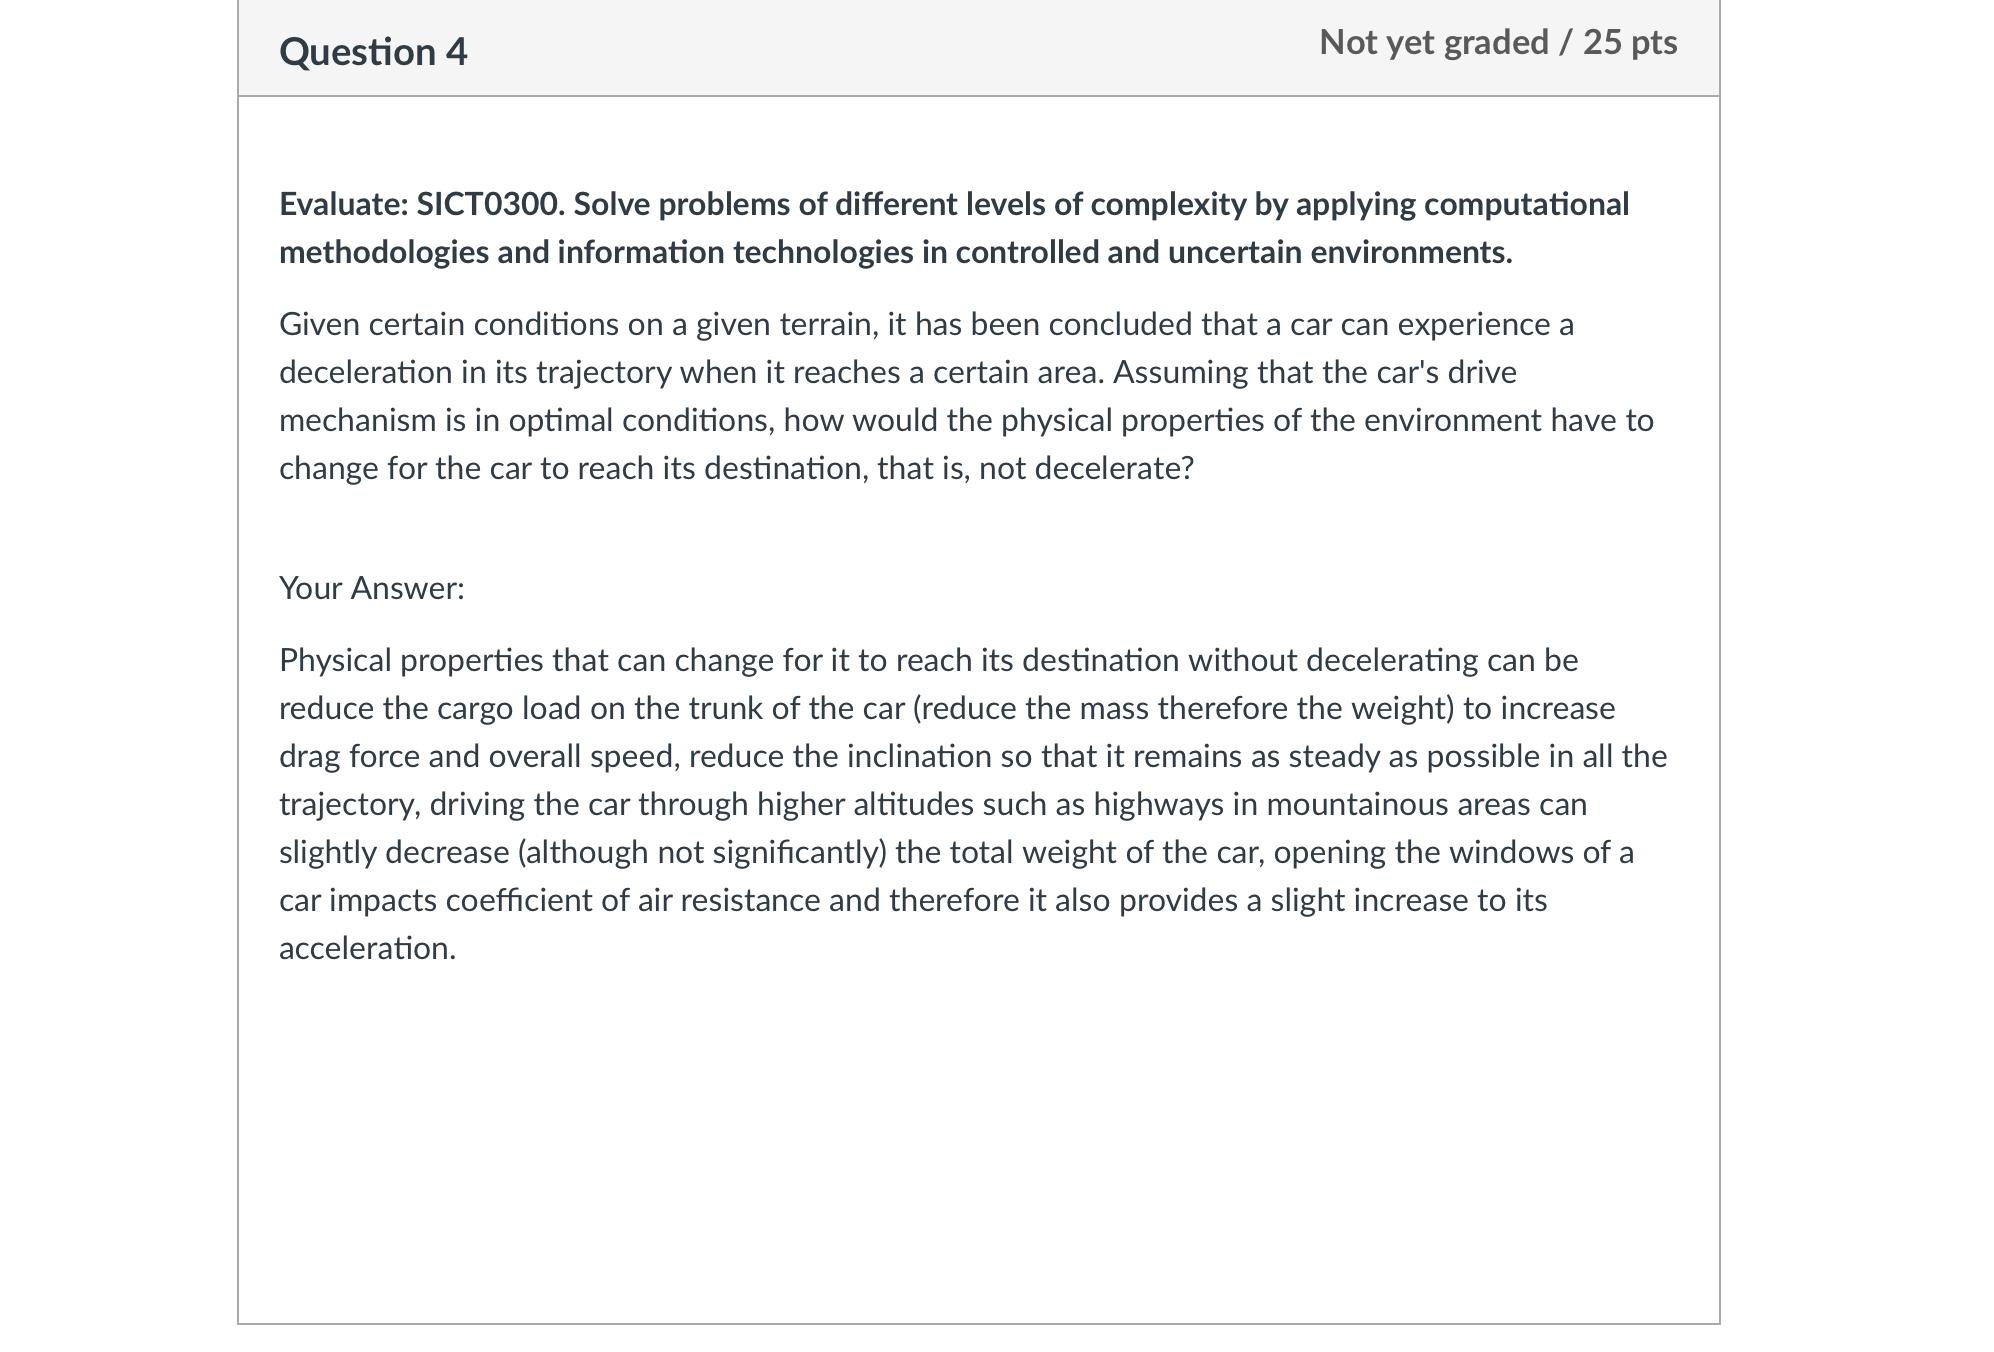 Question 4
Not yet graded / 25 pts
Evaluate: SICT0300. Solve problems of different levels of complexity by applying computational
methodologies and information technologies in controlled and uncertain environments.
Given certain conditions on a given terrain, it has been concluded that a car can experience a
deceleration in its trajectory when it reaches a certain area. Assuming that the car's drive
mechanism is in optimal conditions, how would the physical properties of the environment have to
change for the car to reach its destination, that is, not decelerate?
Your Answer:
Physical properties that can change for it to reach its destination without decelerating can be
reduce the cargo load on the trunk of the car (reduce the mass therefore the weight) to increase
drag force and overall speed, reduce the inclination so that it remains as steady as possible in all the
trajectory, driving the car through higher altitudes such as highways in mountainous areas can
slightly decrease (although not significantly) the total weight of the car, opening the windows of a
car impacts coefficient of air resistance and therefore it also provides a slight increase to its
acceleration.